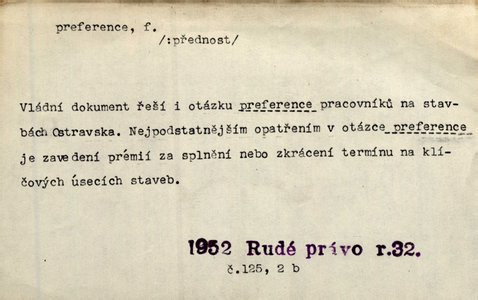 preference, f.
/:přednost/
Vládní dokument řeší i otázku preference pracovníků na stav-
bách Ostravska. Nejpodstatnějším opatřením v otázce preference
je zavedení prémií za splnění nebo zkrácení termínu na klí-
čových úsecích staveb.
1952 Rudé právo r.32.
č.125, 2 b